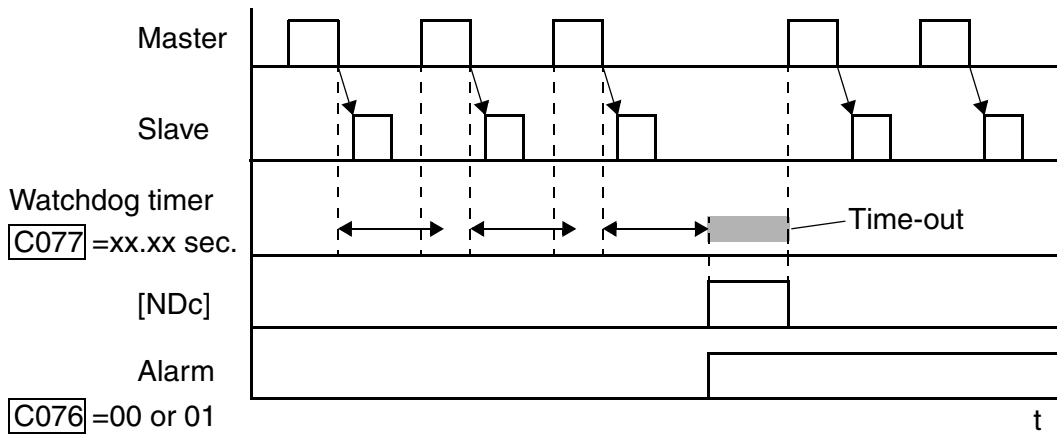 Master
Slave
Watchdog timer
C077 =xx.xx sec.
Time-out
[NDc]
Alarm
C076 =00 or 01
t